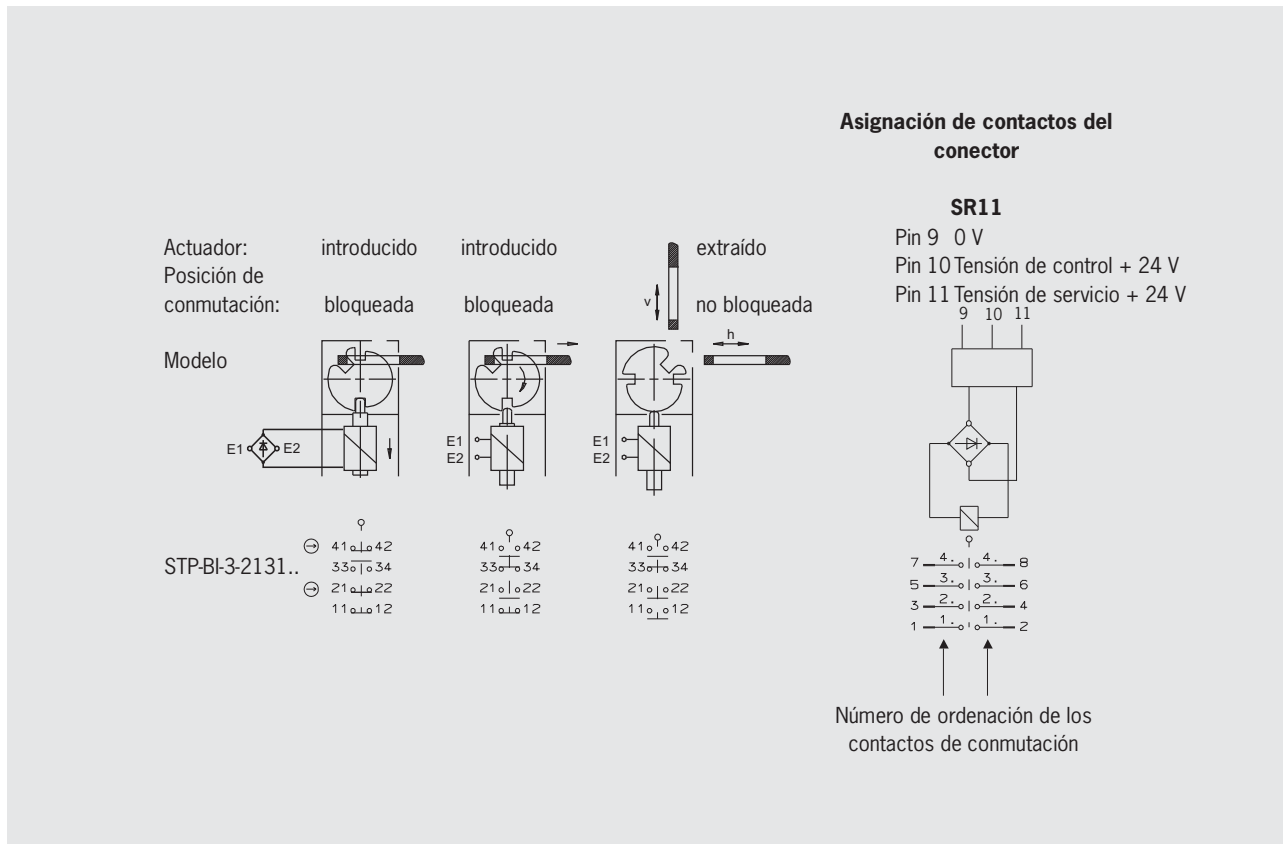 Asignación de contactos del
conector
SR11
Pin 9 0 V
Pin 10 Tensión de control + 24 V
Pin 11 Tensión de servicio + 24 V
Actuador: introducido introducido extraído
Posición de
conmutación: bloqueada bloqueada no bloqueada
v
h
Modelo
9 10 11
E1 E2
E1
E2
E1
E2
STP-BI-3-2131..
41 42 41 42 41 42
33 34 33 34 33 34
21 22 21 22 21 22
11 12 11 12 11 12
7 4. 4. 8
5 3. 3. 6
3 2. 2. 4
1 1. 1. 2
Número de ordenación de los
contactos de conmutación